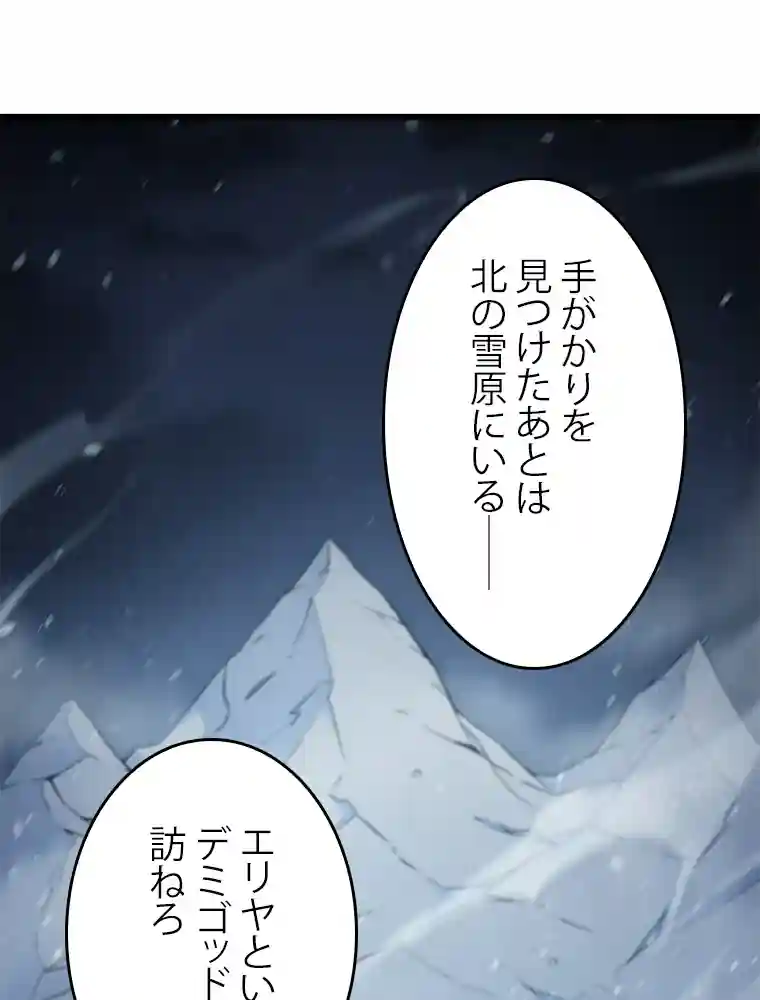 手がかりを
見つけたあとは
北の雪原にいる――
エリヤとい
デミゴッド
訪ねろ